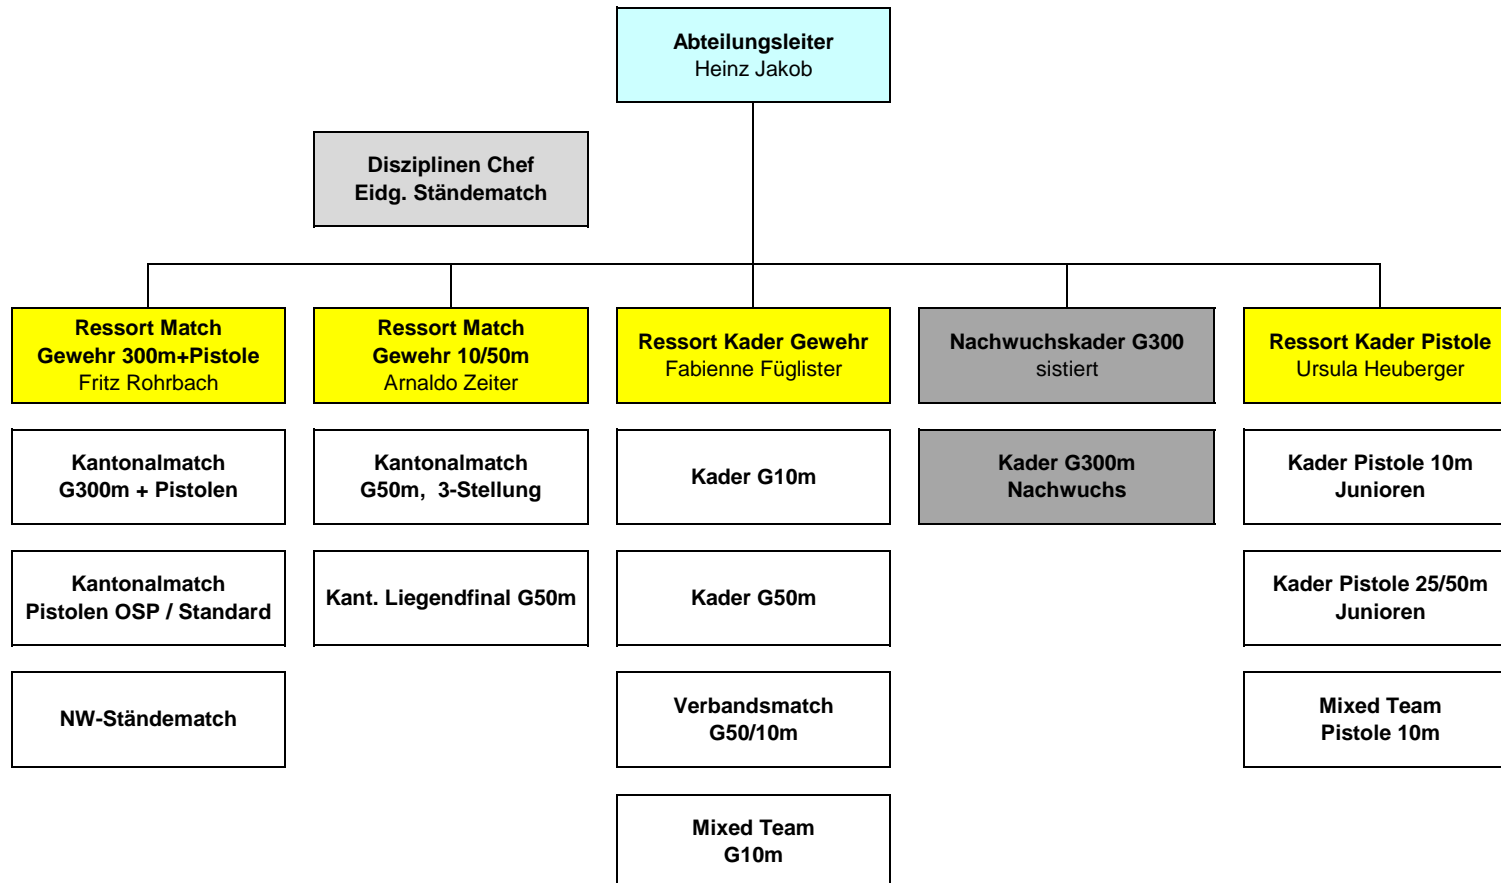 Abteilungsleiter
Heinz Jakob
Disziplinen Chef
Eidg. Ständematch
Ressort Match
Gewehr 300m+Pistole
Fritz Rohrbach
Ressort Match
Gewehr 10/50m
Arnaldo Zeiter
Ressort Kader Gewehr
Fabienne Füglister
Nachwuchskader G300
sistiert
Ressort Kader Pistole
Ursula Heuberger
Kantonalmatch
G300m + Pistolen
Kantonalmatch
G50m, 3-Stellung
Kader G10m
Kader G300m
Nachwuchs
Kader Pistole 10m
Junioren
Kantonalmatch
Pistolen OSP / Standard
Kant. Liegendfinal G50m
Kader G50m
Kader Pistole 25/50m
Junioren
NW-Ständematch
Verbandsmatch
G50/10m
Mixed Team
Pistole 10m
Mixed Team
G10m